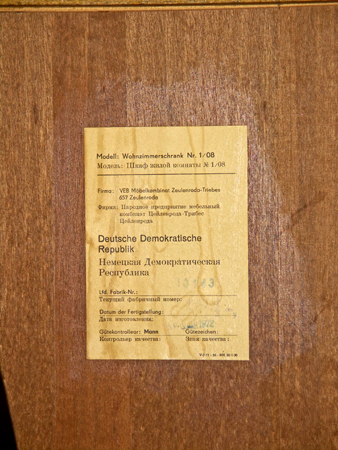 Modell: Wohnzimmerschrank Nr. 1/08
Модель: Шкаф жилой комнаты № 1/08
Firma: VEB Möbelkombinat Zeulenroda-Triebes
657 Zeulenroda
Фирма: Народное предприятие мебельный
комбинат Цейленрода-Трибес
Цейленрода
Deutsche Demokratische
Republik
Немецкая Демократическая
Республика
Lfd. Fabrik-Nr.:
Текущий фабричный номер:
Datum der Fertigstellung:
Дата изготовления:
Gütekontrolleur: Mann Gütezeichen:
Контролер качества: Знак качества: